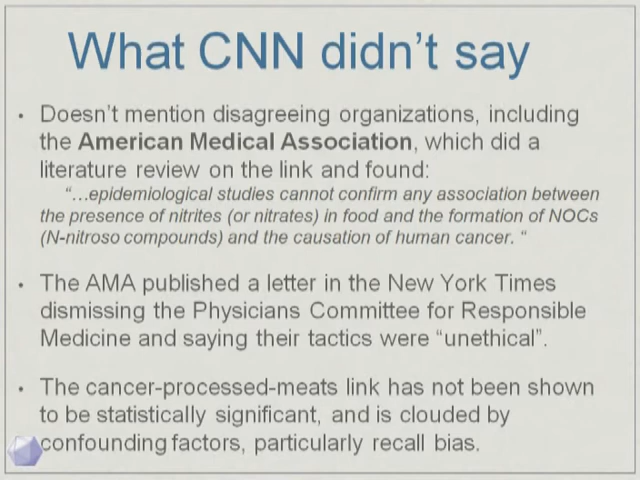 What CNN didn't say
• Doesn't mention disagreeing organizations, including
the American Medical Association, which did a
literature review on the link and found:
"...epidemiological studies cannot confirm any association between
the presence of nitrites (or nitrates) in food and the formation of NOCs
(N-nitroso compounds) and the causation of human cancer. "
• The AMA published a letter in the New York Times
dismissing the Physicians Committee for Responsible
Medicine and saying their tactics were "unethical".
• The cancer-processed-meats link has not been shown
to be statistically significant, and is clouded by
confounding factors, particularly recall bias.